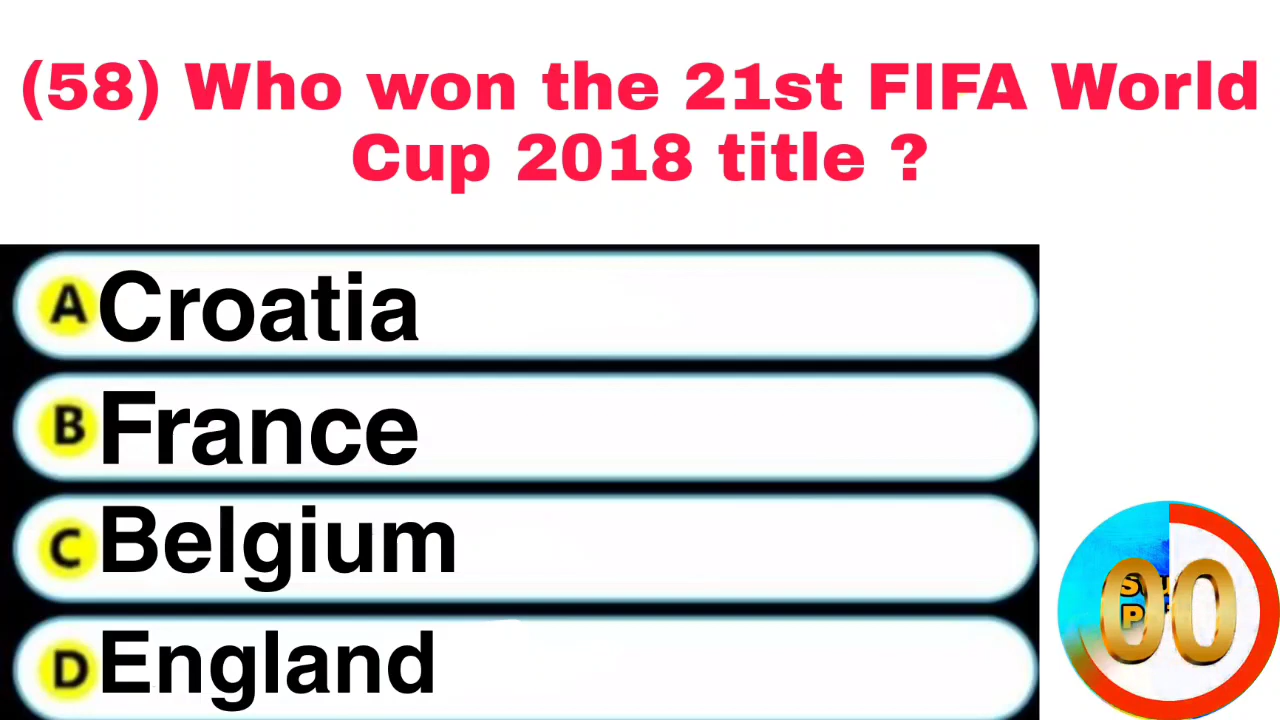 (58) Who won the 21st FIFA World
Cup 2018 title ?
A Croatia
B France
C Belgium
D England
00